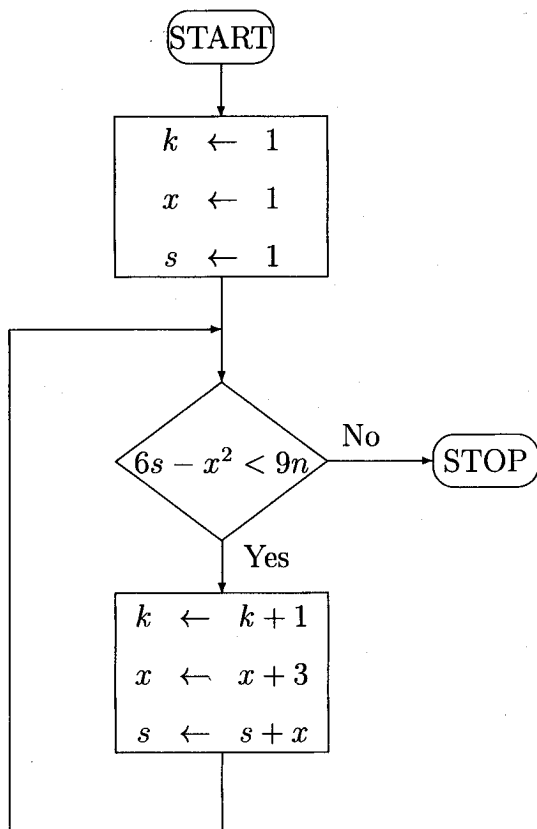 START
k ← 1
x ← 1
s ← 1
6s − x² < 9n
No
STOP
Yes
k ← k + 1
x ← x + 3
s ← s + x